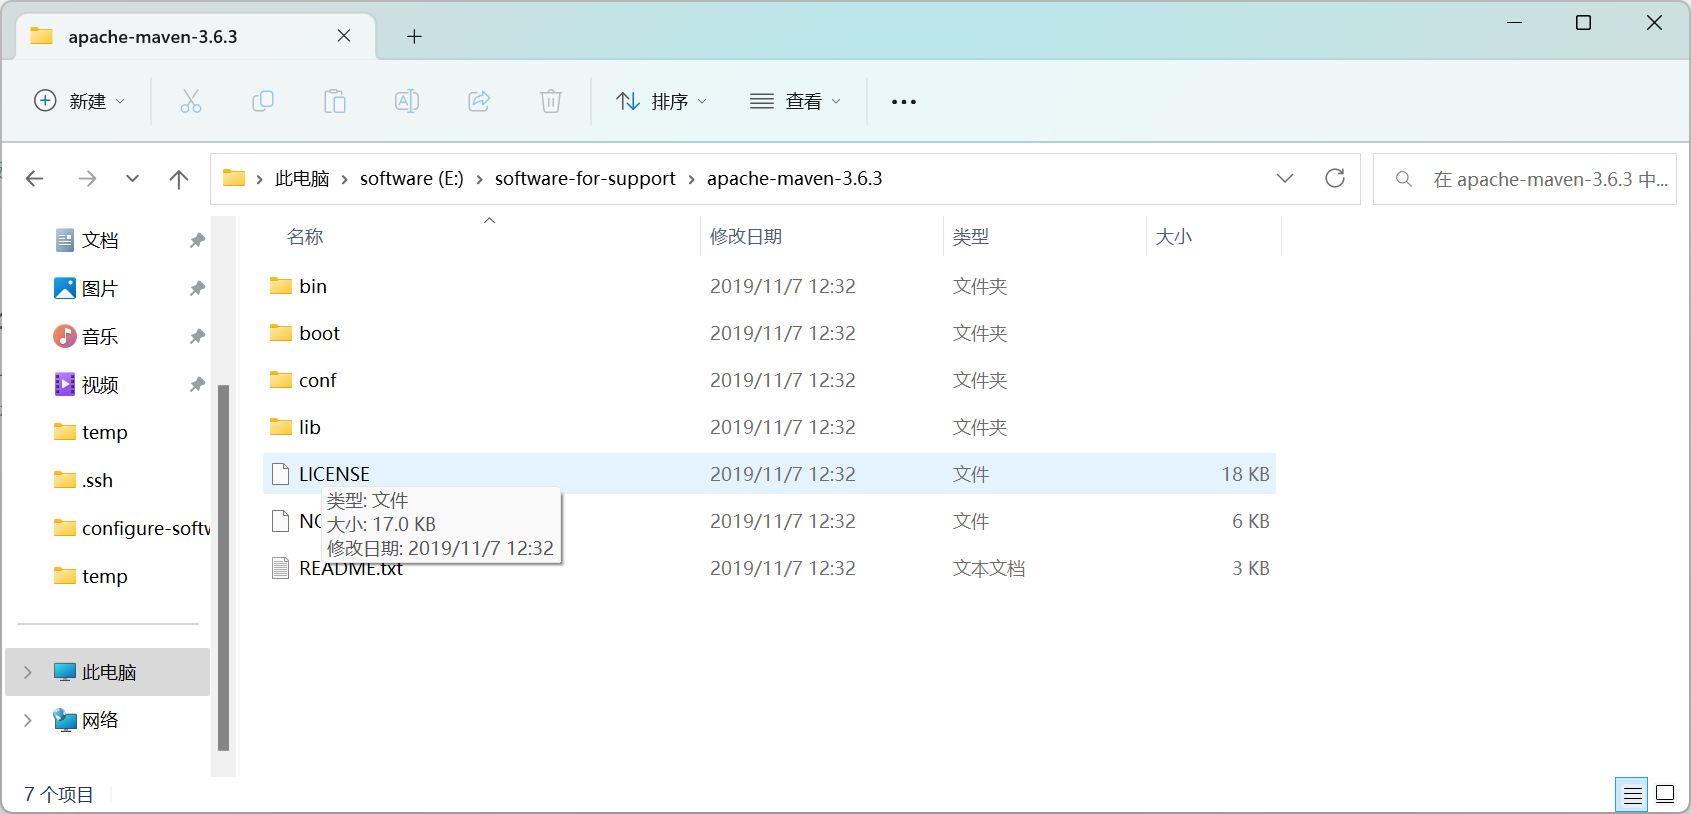 apache-maven-3.6.3
新建
排序
查看
此电脑 software (E:) software-for-support apache-maven-3.6.3
在 apache-maven-3.6.3 中...
文档
图片
音乐
视频
temp
.ssh
configure-softw
temp
此电脑
网络
名称 修改日期 类型 大小
bin 2019/11/7 12:32 文件夹
boot 2019/11/7 12:32 文件夹
conf 2019/11/7 12:32 文件夹
lib 2019/11/7 12:32 文件夹
LICENSE 2019/11/7 12:32 文件 18 KB
类型: 文件
大小: 17.0 KB
修改日期: 2019/11/7 12:32
2019/11/7 12:32 文件 6 KB
README.txt 2019/11/7 12:32 文本文档 3 KB
7 个项目